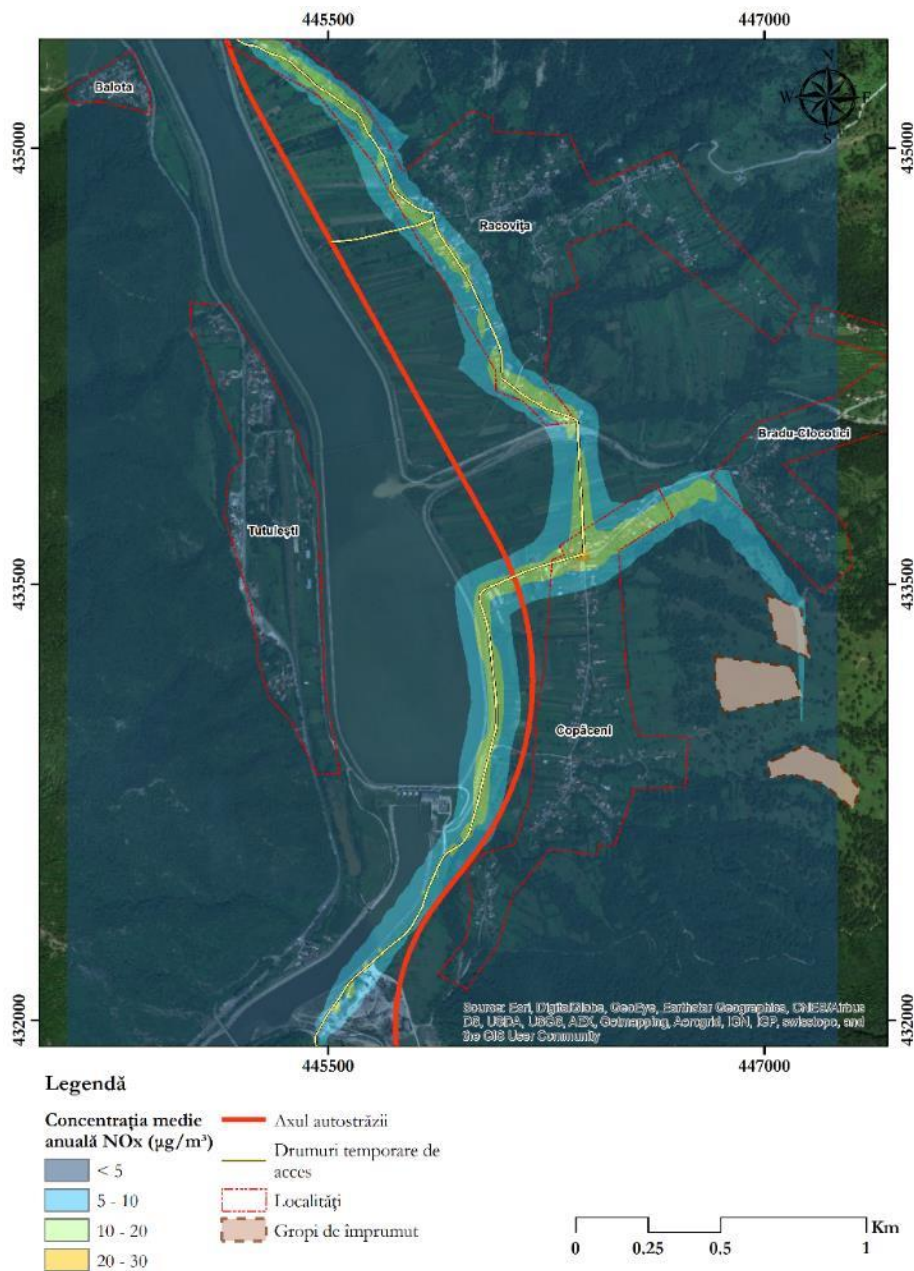 445500 447000
N
W E
S
Balota
435000 435000
Racovița
Bradu-Clocotici
Tutulești
433500 433500
Copăceni
Source: Esri, DigitalGlobe, GeoEye, Earthstar Geographics, CNES/Airbus
DS, USDA, USGS, AEX, Getmapping, Aerogrid, IGN, IGP, swisstopo, and
the GIS User Community
432000 432000
445500 447000
Legendă
Concentrația medie
anuală NOx (µg/m³)
< 5
5 - 10
10 - 20
20 - 30
Axul autostrăzii
Drumuri temporare de
acces
Localități
Gropi de împrumut
Km
0 0.25 0.5 1